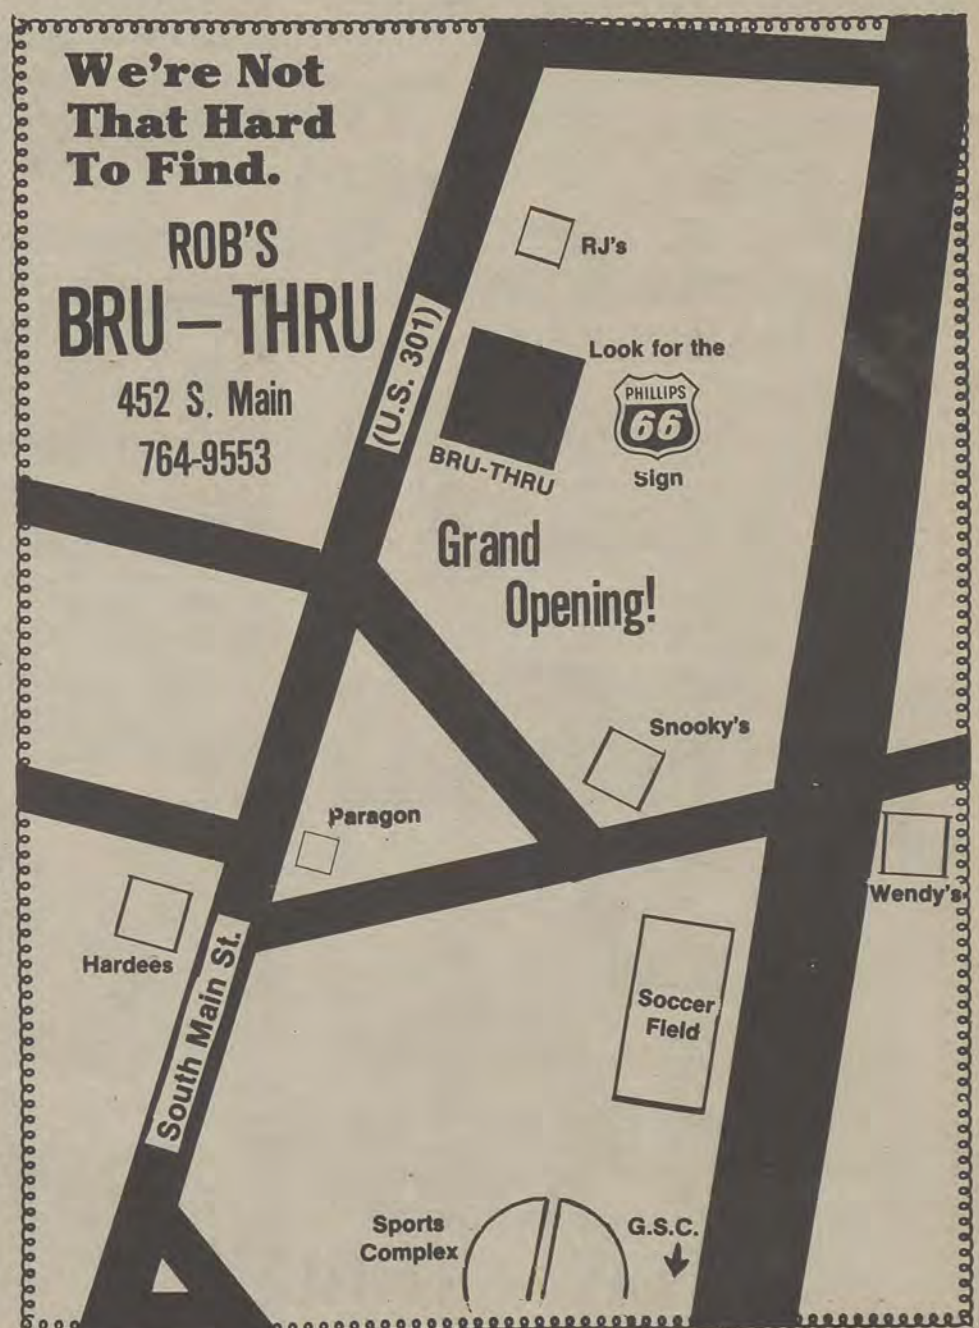 We're Not
That Hard
To Find.
ROB'S
BRU – THRU
452 S. Main
764-9553
(U.S. 301)
RJ's
Look for the
PHILLIPS
66
Sign
BRU-THRU
Grand
Opening!
Snooky's
Paragon
Wendy's
Hardees
South Main St.
Soccer
Field
Sports
Complex
G.S.C.